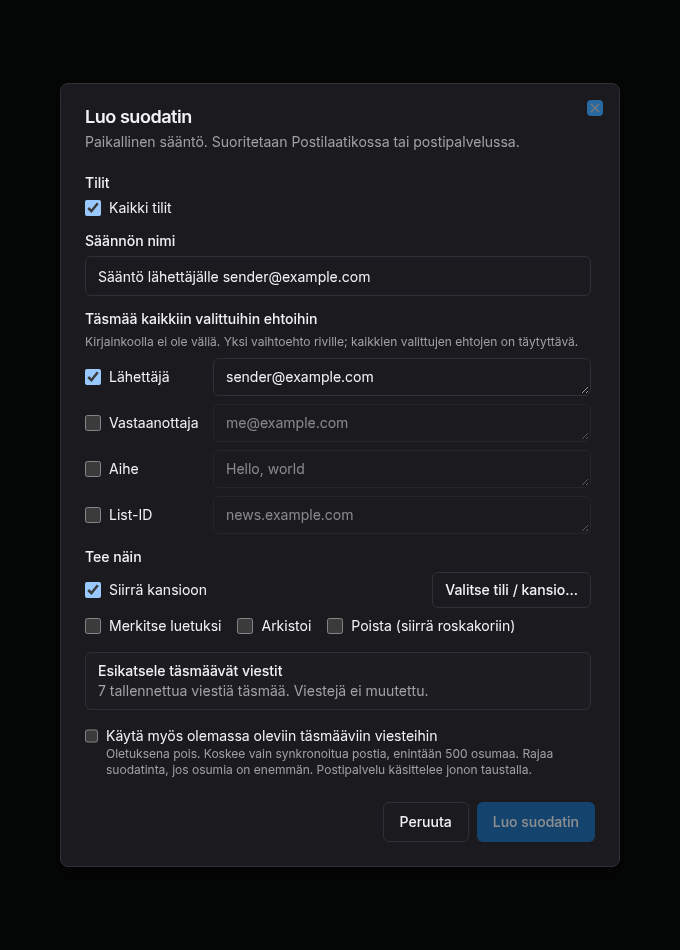 Luo suodatin
Paikallinen sääntö. Suoritetaan Postilaatikossa tai postipalvelussa.
Tilit
Kaikki tilit
Säännön nimi
Sääntö lähettäjälle sender@example.com
Täsmää kaikkiin valittuihin ehtoihin
Kirjainkoolla ei ole väliä. Yksi vaihtoehto riville; kaikkien valittujen ehtojen on täytyttävä.
Lähettäjä sender@example.com
Vastaanottaja me@example.com
Aihe Hello, world
List-ID news.example.com
Tee näin
Siirrä kansioon Valitse tili / kansio...
Merkitse luetuksi Arkistoi Poista (siirrä roskakoriin)
Esikatsele täsmäävät viestit
7 tallennettua viestiä täsmää. Viestejä ei muutettu.
Käytä myös olemassa oleviin täsmääviin viesteihin
Oletuksena pois. Koskee vain synkronoitua postia, enintään 500 osumaa. Rajaa
suodatinta, jos osumia on enemmän. Postipalvelu käsittelee jonon taustalla.
Peruuta Luo suodatin